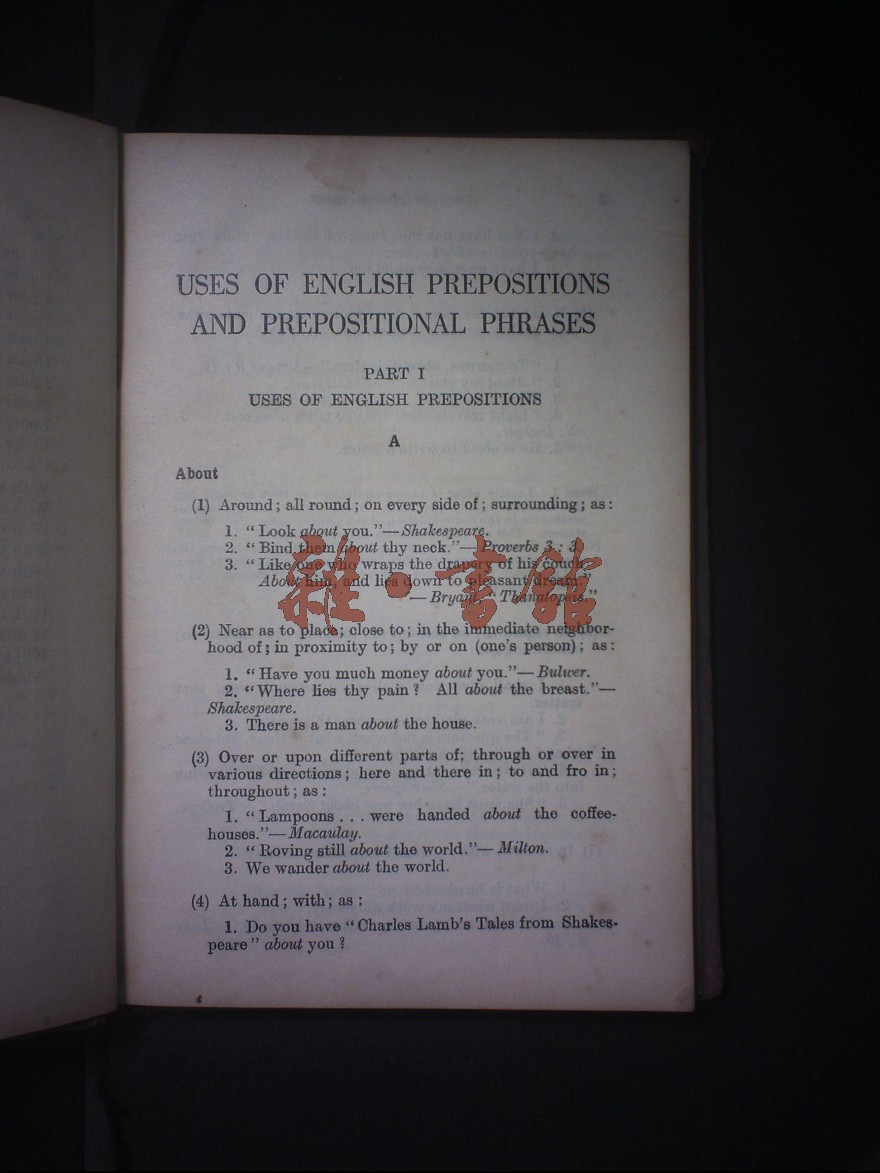 USES OF ENGLISH PREPOSITIONS
AND PREPOSITIONAL PHRASES
PART I
USES OF ENGLISH PREPOSITIONS
A
About
(1) Around; all round; on every side of; surrounding; as:
1. “Look about you.”—Shakespeare.
2. “Bind them about thy neck.”—Proverbs 3:3.
3. “Like one who wraps the drapery of his couch
About him, and lies down to pleasant dream.”
—Bryant, “Thanatopsis.”
雜·書館
(2) Near as to place; close to; in the immediate neighbor-
hood of; in proximity to; by or on (one's person); as:
1. “Have you much money about you.”—Bulwer.
2. “Where lies thy pain? All about the breast.”—
Shakespeare.
3. There is a man about the house.
(3) Over or upon different parts of; through or over in
various directions; here and there in; to and fro in;
throughout; as:
1. “Lampoons . . . were handed about the coffee-
houses.”—Macaulay.
2. “Roving still about the world.”—Milton.
3. We wander about the world.
(4) At hand; with; as:
1. Do you have “Charles Lamb's Tales from Shakes-
peare” about you?